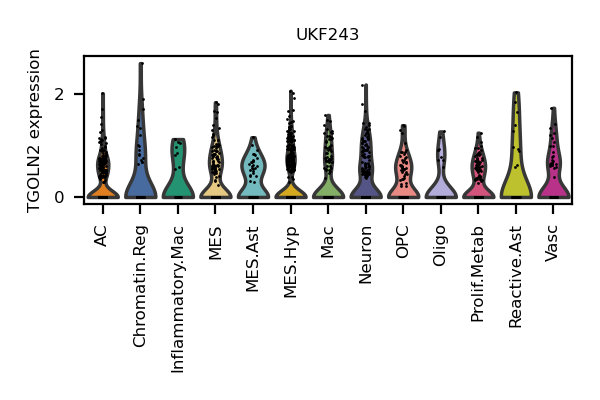 UKF243
TGOLN2 expression
2
0
AC
Chromatin.Reg
Inflammatory.Mac
MES
MES.Ast
MES.Hyp
Mac
Neuron
OPC
Oligo
Prolif.Metab
Reactive.Ast
Vasc